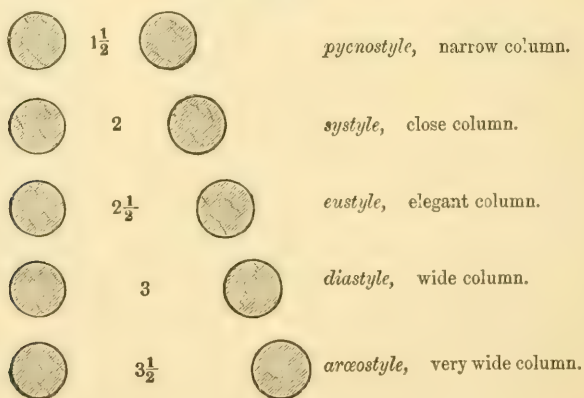 1½ pycnostyle, narrow column.
2 systyle, close column.
2½ eustyle, elegant column.
3 diastyle, wide column.
3½ aræostyle, very wide column.